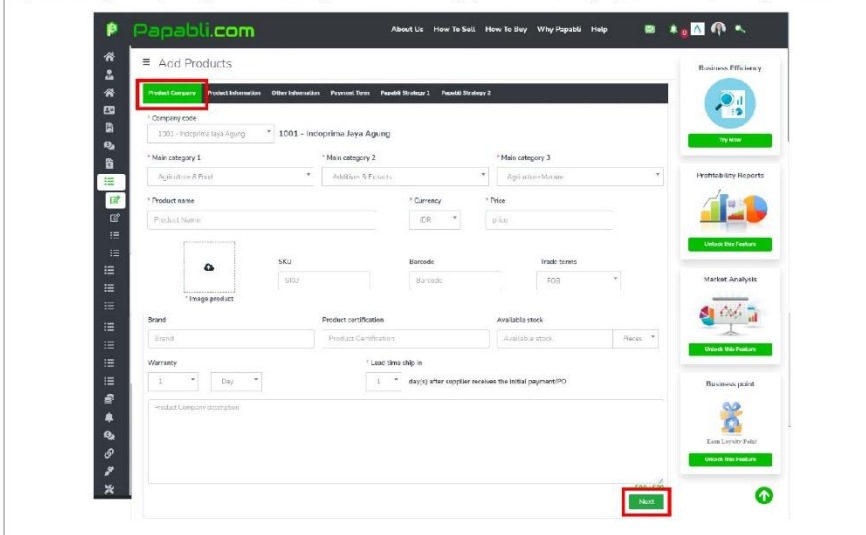 Papabli.com
About Us How To Sell How To Buy Why Papabli Help
Add Products
Product Company Product Information Other Information Payment Term Papabli Strategy 1 Papabli Strategy 2
* Company code
1001 - Indoprima Jaya Agung 1001 - Indoprima Jaya Agung
* Main category 1 * Main category 2 * Main category 3
Agriculture & Food Additives & Extracts
* Product name * Currency * Price
Product Name IDR price
SKU Barcode Trade terms
SKU Barcode FOB
* Image product
Brand Product certification Available stock
Brand Product Certification Available stock Pieces
Warranty * Lead time ship in
1 Day 1 day(s) after supplier receives the initial payment/PO
Product Company description
Next
Business Efficiency
Try Now
Profitability Reports
Unlock this Feature
Market Analysis
Unlock this Feature
Business point
Earn Loyalty Point
Unlock this Feature